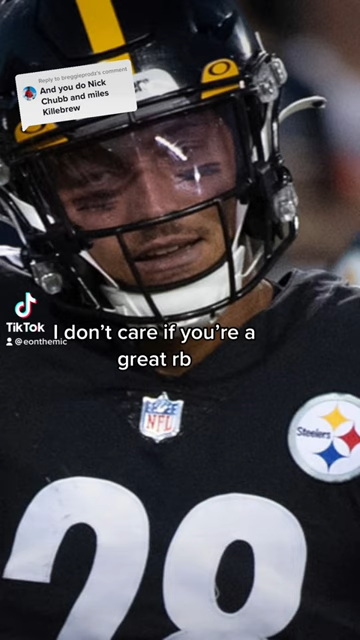 Reply to breggieprodz's comment
And you do Nick
Chubb and miles
Killebrew
TikTok
@eonthemic
I don't care if you're a
great rb
NFL
Steelers
28